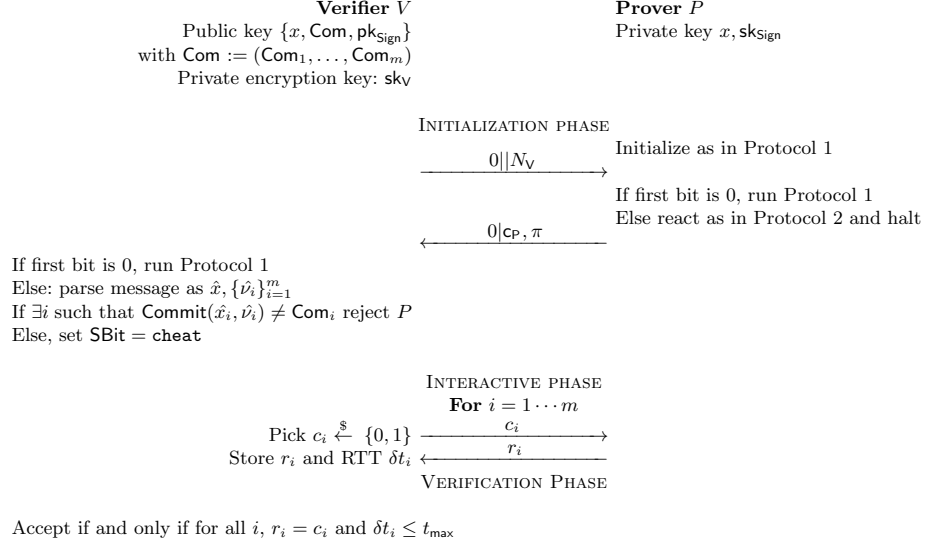 Verifier V Prover P
Public key {x, Com, pk_Sign} Private key x, sk_Sign
with Com := (Com_1, . . . , Com_m)
Private encryption key: sk_V
INITIALIZATION PHASE
Initialize as in Protocol 1
0||N_V
If first bit is 0, run Protocol 1
Else react as in Protocol 2 and halt
0|c_P, π
If first bit is 0, run Protocol 1
Else: parse message as x̂, {ν̂_i}_{i=1}^m
If ∃i such that Commit(x̂_i, ν̂_i) ≠ Com_i reject P
Else, set SBit = cheat
INTERACTIVE PHASE
For i = 1 · · · m
Pick c_i ←$ {0, 1} c_i
Store r_i and RTT δt_i r_i
VERIFICATION PHASE
Accept if and only if for all i, r_i = c_i and δt_i ≤ t_max